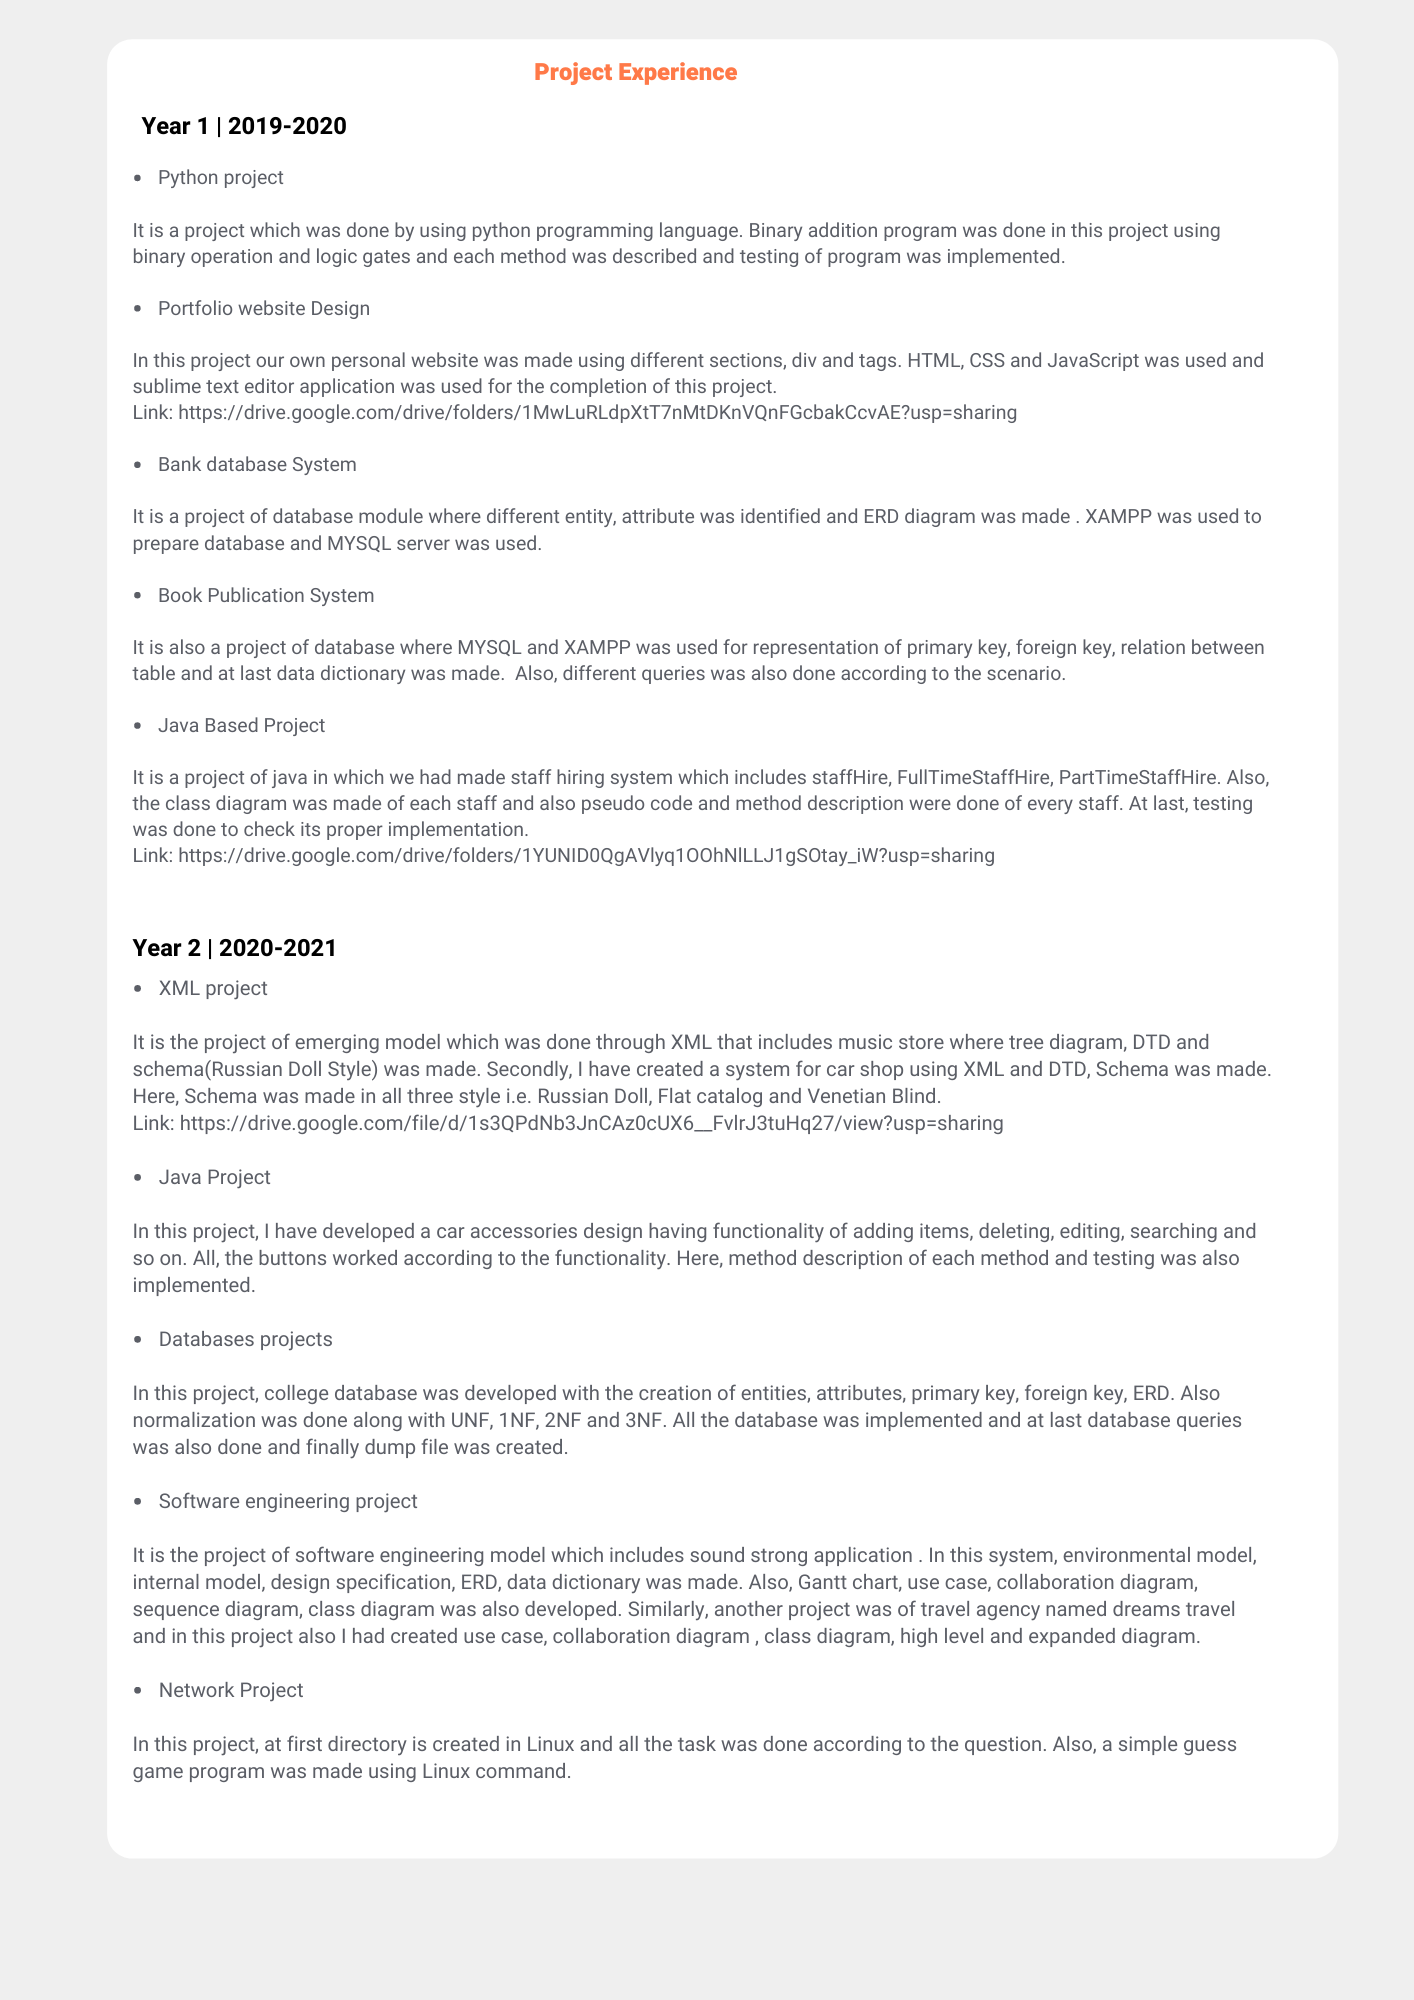 Project Experience
Year 1 | 2019-2020
• Python project
It is a project which was done by using python programming language. Binary addition program was done in this project using
binary operation and logic gates and each method was described and testing of program was implemented.
• Portfolio website Design
In this project our own personal website was made using different sections, div and tags. HTML, CSS and JavaScript was used and
sublime text editor application was used for the completion of this project.
Link: https://drive.google.com/drive/folders/1MwLuRLdpXtT7nMtDKnVQnFGcbakCcvAE?usp=sharing
• Bank database System
It is a project of database module where different entity, attribute was identified and ERD diagram was made . XAMPP was used to
prepare database and MYSQL server was used.
• Book Publication System
It is also a project of database where MYSQL and XAMPP was used for representation of primary key, foreign key, relation between
table and at last data dictionary was made.  Also, different queries was also done according to the scenario.
• Java Based Project
It is a project of java in which we had made staff hiring system which includes staffHire, FullTimeStaffHire, PartTimeStaffHire. Also,
the class diagram was made of each staff and also pseudo code and method description were done of every staff. At last, testing
was done to check its proper implementation.
Link: https://drive.google.com/drive/folders/1YUNID0QgAVlyq1OOhNlLLJ1gSOtay_iW?usp=sharing
Year 2 | 2020-2021
• XML project
It is the project of emerging model which was done through XML that includes music store where tree diagram, DTD and
schema(Russian Doll Style) was made. Secondly, I have created a system for car shop using XML and DTD, Schema was made.
Here, Schema was made in all three style i.e. Russian Doll, Flat catalog and Venetian Blind.
Link: https://drive.google.com/file/d/1s3QPdNb3JnCAz0cUX6__FvlrJ3tuHq27/view?usp=sharing
• Java Project
In this project, I have developed a car accessories design having functionality of adding items, deleting, editing, searching and
so on. All, the buttons worked according to the functionality. Here, method description of each method and testing was also
implemented.
• Databases projects
In this project, college database was developed with the creation of entities, attributes, primary key, foreign key, ERD. Also
normalization was done along with UNF, 1NF, 2NF and 3NF. All the database was implemented and at last database queries
was also done and finally dump file was created.
• Software engineering project
It is the project of software engineering model which includes sound strong application . In this system, environmental model,
internal model, design specification, ERD, data dictionary was made. Also, Gantt chart, use case, collaboration diagram,
sequence diagram, class diagram was also developed. Similarly, another project was of travel agency named dreams travel
and in this project also I had created use case, collaboration diagram , class diagram, high level and expanded diagram.
• Network Project
In this project, at first directory is created in Linux and all the task was done according to the question. Also, a simple guess
game program was made using Linux command.